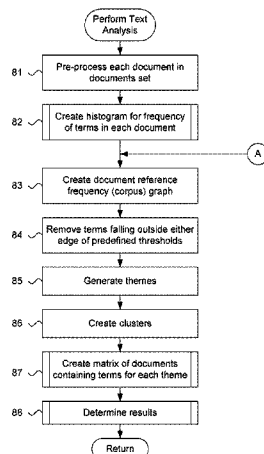 Perform Text
Analysis
81
Pre-process each document in
documents set
82
Create histogram for frequency
of terms in each document
A
83
Create document reference
frequency (corpus) graph
84
Remove terms falling outside either
edge of predefined thresholds
85
Generate themes
86
Create clusters
87
Create matrix of documents
containing terms for each theme
88
Determine results
Return